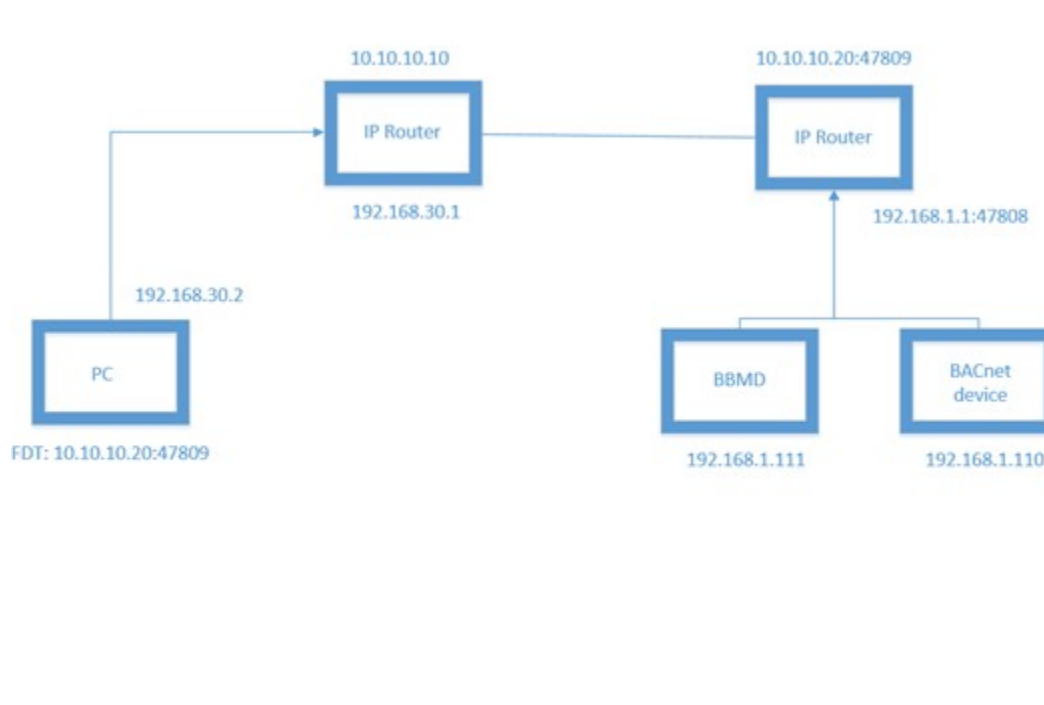 10.10.10.10
10.10.10.20:47809
IP Router
IP Router
192.168.30.1
192.168.1.1:47808
192.168.30.2
PC
BBMD
BACnet
device
FDT: 10.10.10.20:47809
192.168.1.111
192.168.1.110